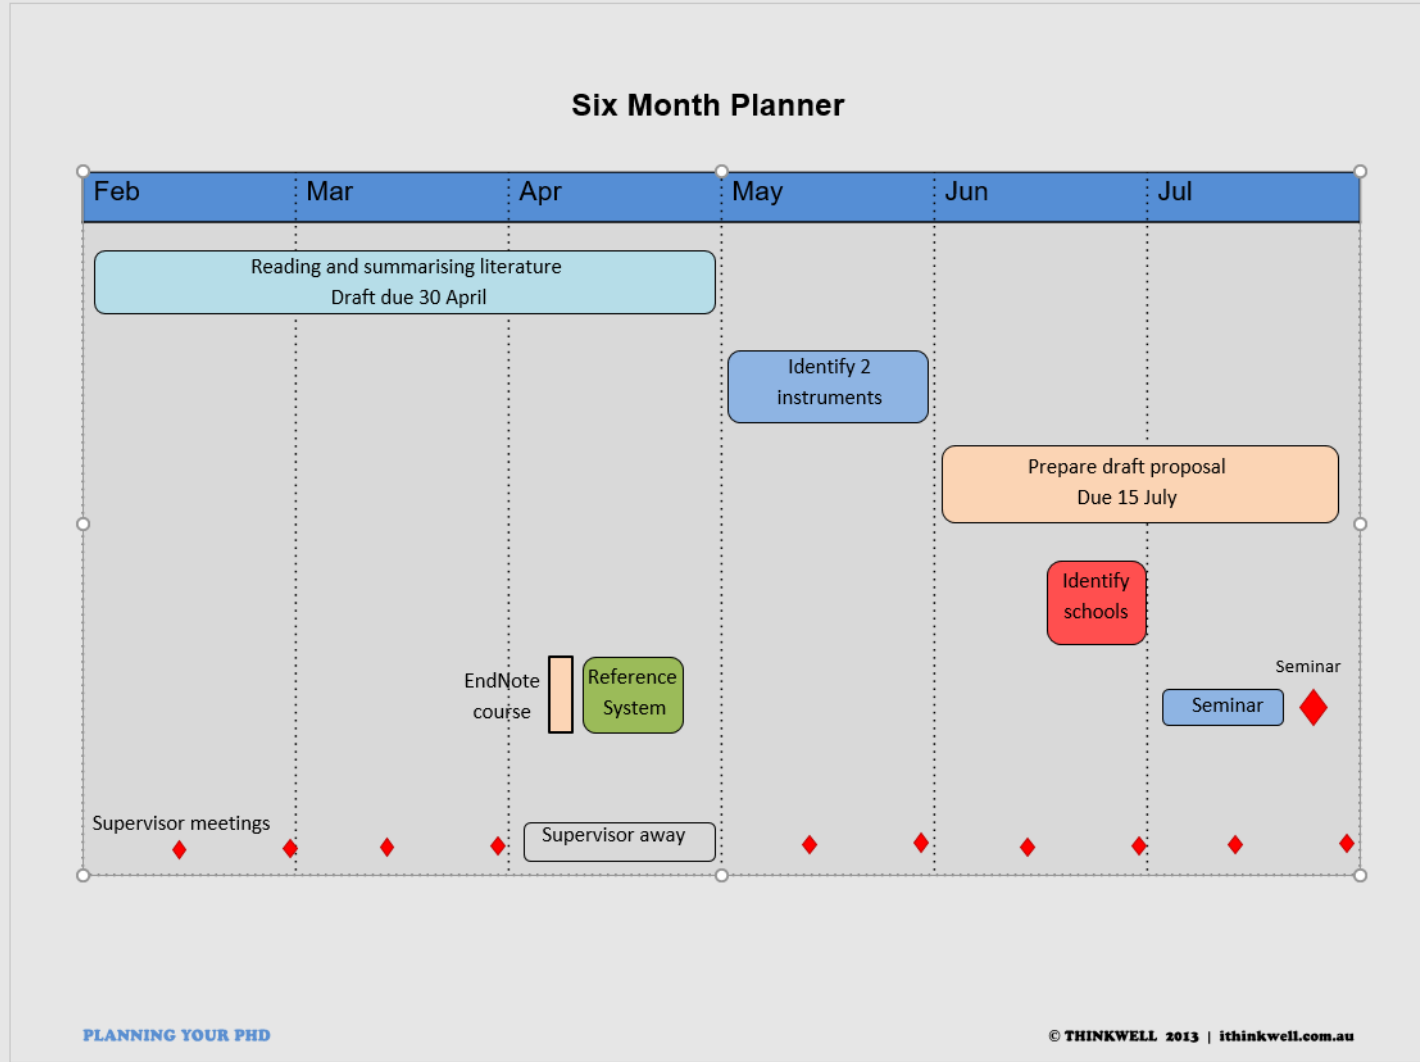 Six Month Planner
Feb Mar Apr May Jun Jul
Reading and summarising literature
Draft due 30 April
Identify 2
instruments
Prepare draft proposal
Due 15 July
Identify
schools
EndNote
course
Reference
System
Seminar
Seminar
Supervisor meetings
Supervisor away
PLANNING YOUR PHD
© THINKWELL 2013 | ithinkwell.com.au